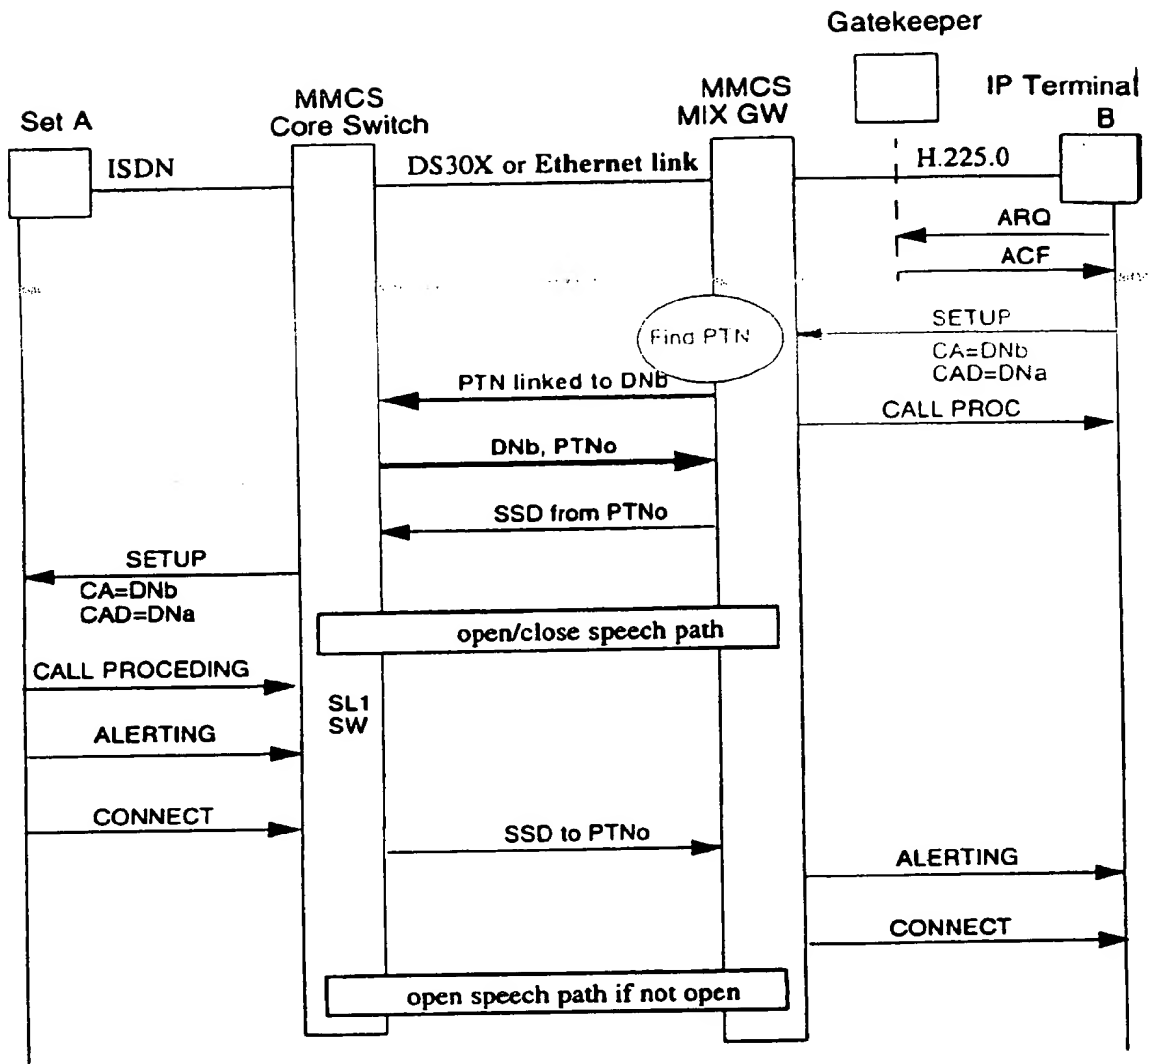 Gatekeeper
Set A
MMCS
Core Switch
MMCS
MIX GW
IP Terminal
B
ISDN
DS30X or Ethernet link
H.225.0
ARQ
ACF
Find PTN
SETUP
CA=DNb
CAD=DNa
PTN linked to DNB
CALL PROC
DNb, PTNo
SSD from PTNo
SETUP
CA=DNb
CAD=DNa
open/close speech path
CALL PROCEDING
SL1
SW
ALERTING
CONNECT
SSD to PTNo
ALERTING
CONNECT
open speech path if not open